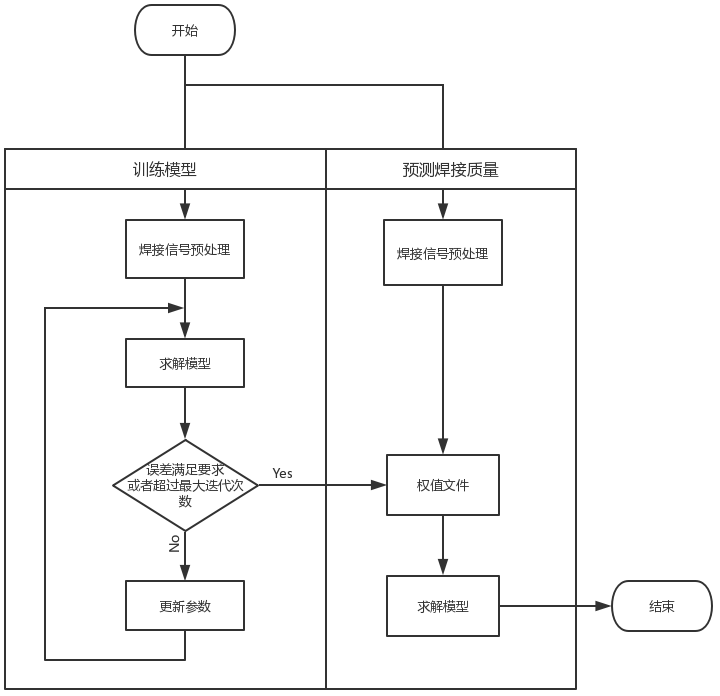 开始
训练模型
预测焊接质量
焊接信号预处理
焊接信号预处理
求解模型
误差满足要求
或者超过最大迭代次
数
Yes
权值文件
No
更新参数
求解模型
结束